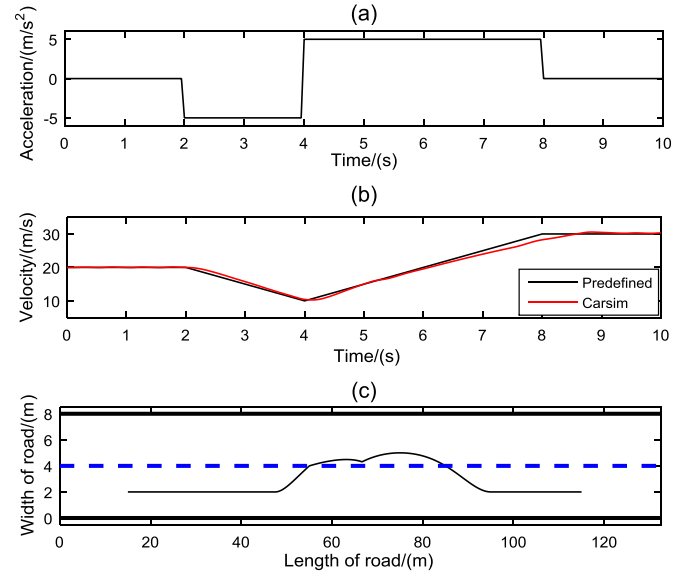 (a)
Acceleration/(m/s²)
5
0
-5
0 1 2 3 4 5 6 7 8 9 10
Time/(s)
(b)
Velocity/(m/s)
30
20
10
Predefined
Carsim
0 1 2 3 4 5 6 7 8 9 10
Time/(s)
(c)
Width of road/(m)
8
6
4
2
0
0 20 40 60 80 100 120
Length of road/(m)